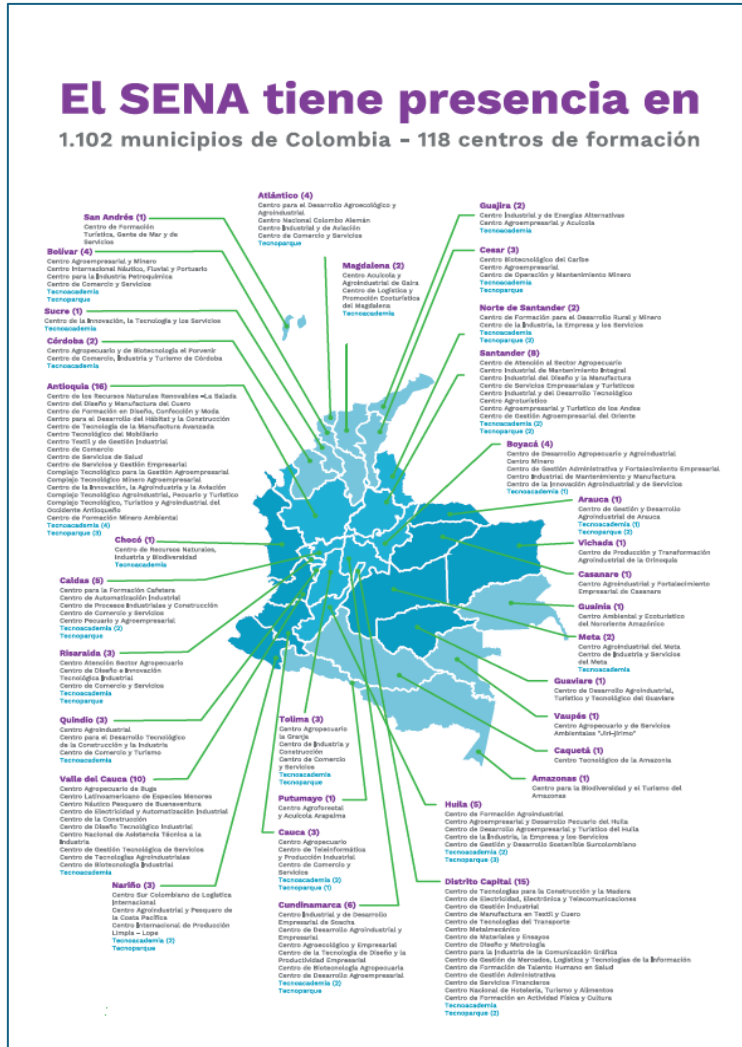 El SENA tiene presencia en
1.102 municipios de Colombia - 118 centros de formación
San Andrés (1)
Centro de Formación
Turística, Gente de Mar y de
Servicios
Bolívar (4)
Centro Agroempresarial y Minero
Centro Internacional Náutico, Fluvial y Portuario
Centro para la Industria Petroquímica
Centro de Comercio y Servicios
Tecnoacademia
Tecnoparque
Sucre (1)
Centro de la Innovación, la Tecnología y los Servicios
Tecnoacademia
Córdoba (2)
Centro Agropecuario y de Biotecnología el Porvenir
Centro de Comercio, Industria y Turismo de Córdoba
Tecnoacademia
Antioquia (16)
Centro de los Recursos Naturales Renovables -La Salada
Centro del Diseño y Manufactura del Cuero
Centro de Formación en Diseño, Confección y Moda
Centro para el Desarrollo del Hábitat y la Construcción
Centro de Tecnología de la Manufactura Avanzada
Centro Tecnológico del Mobiliario
Centro Textil y de Gestión Industrial
Centro de Comercio
Centro de Servicios de Salud
Centro de Servicios y Gestión Empresarial
Complejo Tecnológico para la Gestión Agroempresarial
Complejo Tecnológico Minero Agroempresarial
Centro de la Innovación, la Agroindustria y la Aviación
Complejo Tecnológico Agroindustrial, Pecuario y Turístico
Complejo Tecnológico, Turístico y Agroindustrial del
Occidente Antioqueño
Centro de Formación Minero Ambiental
Tecnoacademia (4)
Tecnoparque (3)
Chocó (1)
Centro de Recursos Naturales,
Industria y Biodiversidad
Tecnoacademia
Caldas (5)
Centro para la Formación Cafetera
Centro de Automatización Industrial
Centro de Procesos Industriales y Construcción
Centro de Comercio y Servicios
Centro Pecuario y Agroempresarial
Tecnoacademia (2)
Tecnoparque
Risaralda (3)
Centro Atención Sector Agropecuario
Centro de Diseño e Innovación
Tecnológica Industrial
Centro de Comercio y Servicios
Tecnoacademia
Tecnoparque
Quindío (3)
Centro Agroindustrial
Centro para el Desarrollo Tecnológico
de la Construcción y la Industria
Centro de Comercio y Turismo
Valle del Cauca (10)
Centro Agropecuario de Buga
Centro Latinoamericano de Especies Menores
Centro Náutico Pesquero de Buenaventura
Centro de Electricidad y Automatización Industrial
Centro de la Construcción
Centro de Diseño Tecnológico Industrial
Centro Nacional de Asistencia Técnica a la
Industria
Centro de Gestión Tecnológica de Servicios
Centro de Tecnologías Agroindustriales
Centro de Biotecnología Industrial
Tecnoacademia
Nariño (3)
Centro Sur Colombiano de Logística
Internacional
Centro Agroindustrial y Pesquero de
la Costa Pacífica
Centro Internacional de Producción
Limpia – Lope
Tecnoacademia (2)
Tecnoparque
Atlántico (4)
Centro para el Desarrollo Agroecológico y
Agroindustrial
Centro Nacional Colombo Alemán
Centro Industrial y de Aviación
Centro de Comercio y Servicios
Tecnoparque
Magdalena (2)
Centro Acuícola y
Agroindustrial de Gaira
Centro de Logística y
Promoción Ecoturística
del Magdalena
Tecnoacademia
Tolima (3)
Centro Agropecuario
la Granja
Centro de Industria y
Construcción
Centro de Comercio
y Servicios
Tecnoacademia
Tecnoparque
Putumayo (1)
Centro Agroforestal
y Acuícola Arapaima
Cauca (3)
Centro Agropecuario
Centro de Teleinformática
y Producción Industrial
Centro de Comercio y
Servicios
Tecnoacademia (2)
Tecnoparque (1)
Cundinamarca (6)
Centro Industrial y de Desarrollo
Empresarial de Soacha
Centro de Desarrollo Agroindustrial y
Empresarial
Centro Agroecológico y Empresarial
Centro de la Tecnología de Diseño y la
Productividad Empresarial
Centro de Biotecnología Agropecuaria
Centro de Desarrollo Agroempresarial
Tecnoacademia (2)
Tecnoparque
Guajira (2)
Centro Industrial y de Energías Alternativas
Centro Agroempresarial y Acuícola
Tecnoacademia
Cesar (3)
Centro Biotecnológico del Caribe
Centro Agroempresarial
Centro de Operación y Mantenimiento Minero
Tecnoacademia
Norte de Santander (2)
Centro de Formación para el Desarrollo Rural y Minero
Centro de la Industria, la Empresa y los Servicios
Tecnoacademia
Tecnoparque (2)
Santander (8)
Centro de Atención al Sector Agropecuario
Centro Industrial de Mantenimiento Integral
Centro Industrial del Diseño y la Manufactura
Centro de Servicios Empresariales y Turísticos
Centro Industrial y del Desarrollo Tecnológico
Centro Agroturístico
Centro Agroempresarial y Turístico de los Andes
Centro de Gestión Agroempresarial del Oriente
Tecnoacademia (2)
Tecnoparque (2)
Boyacá (4)
Centro de Desarrollo Agropecuario y Agroindustrial
Centro Minero
Centro de Gestión Administrativa y Fortalecimiento Empresarial
Centro Industrial de Mantenimiento y Manufactura
Centro de la Innovación Agroindustrial y de Servicios
Tecnoacademia (1)
Arauca (1)
Centro de Gestión y Desarrollo
Agroindustrial de Arauca
Tecnoacademia (1)
Tecnoparque (2)
Vichada (1)
Centro de Producción y Transformación
Agroindustrial de la Orinoquia
Casanare (1)
Centro Agroindustrial y Fortalecimiento
Empresarial de Casanare
Guainía (1)
Centro Ambiental y Ecoturístico
del Nororiente Amazónico
Meta (2)
Centro Agroindustrial del Meta
Centro de Industria y Servicios
del Meta
Tecnoacademia
Guaviare (1)
Centro de Desarrollo Agroindustrial,
Turístico y Tecnológico del Guaviare
Vaupés (1)
Centro Agropecuario y de Servicios
Ambientales "Jiri-jirimo"
Caquetá (1)
Centro Tecnológico de la Amazonia
Amazonas (1)
Centro para la Biodiversidad y el Turismo del
Amazonas
Huila (5)
Centro de Formación Agroindustrial
Centro Agroempresarial y Desarrollo Pecuario del Huila
Centro de Desarrollo Agroempresarial y Turístico del Huila
Centro de la Industria, la Empresa y los Servicios
Centro de Gestión y Desarrollo Sostenible Surcolombiano
Tecnoacademia (2)
Tecnoparque (3)
Distrito Capital (15)
Centro de Tecnologías para la Construcción y la Madera
Centro de Electricidad, Electrónica y Telecomunicaciones
Centro de Gestión Industrial
Centro de Manufactura en Textil y Cuero
Centro de Tecnologías del Transporte
Centro Metalmecánico
Centro de Materiales y Ensayos
Centro de Diseño y Metrología
Centro para la Industria de la Comunicación Gráfica
Centro de Gestión de Mercados, Logística y Tecnologías de la Información
Centro de Formación de Talento Humano en Salud
Centro de Gestión Administrativa
Centro de Servicios Financieros
Centro Nacional de Hotelería, Turismo y Alimentos
Centro de Formación en Actividad Física y Cultura
Tecnoacademia
Tecnoparque (2)